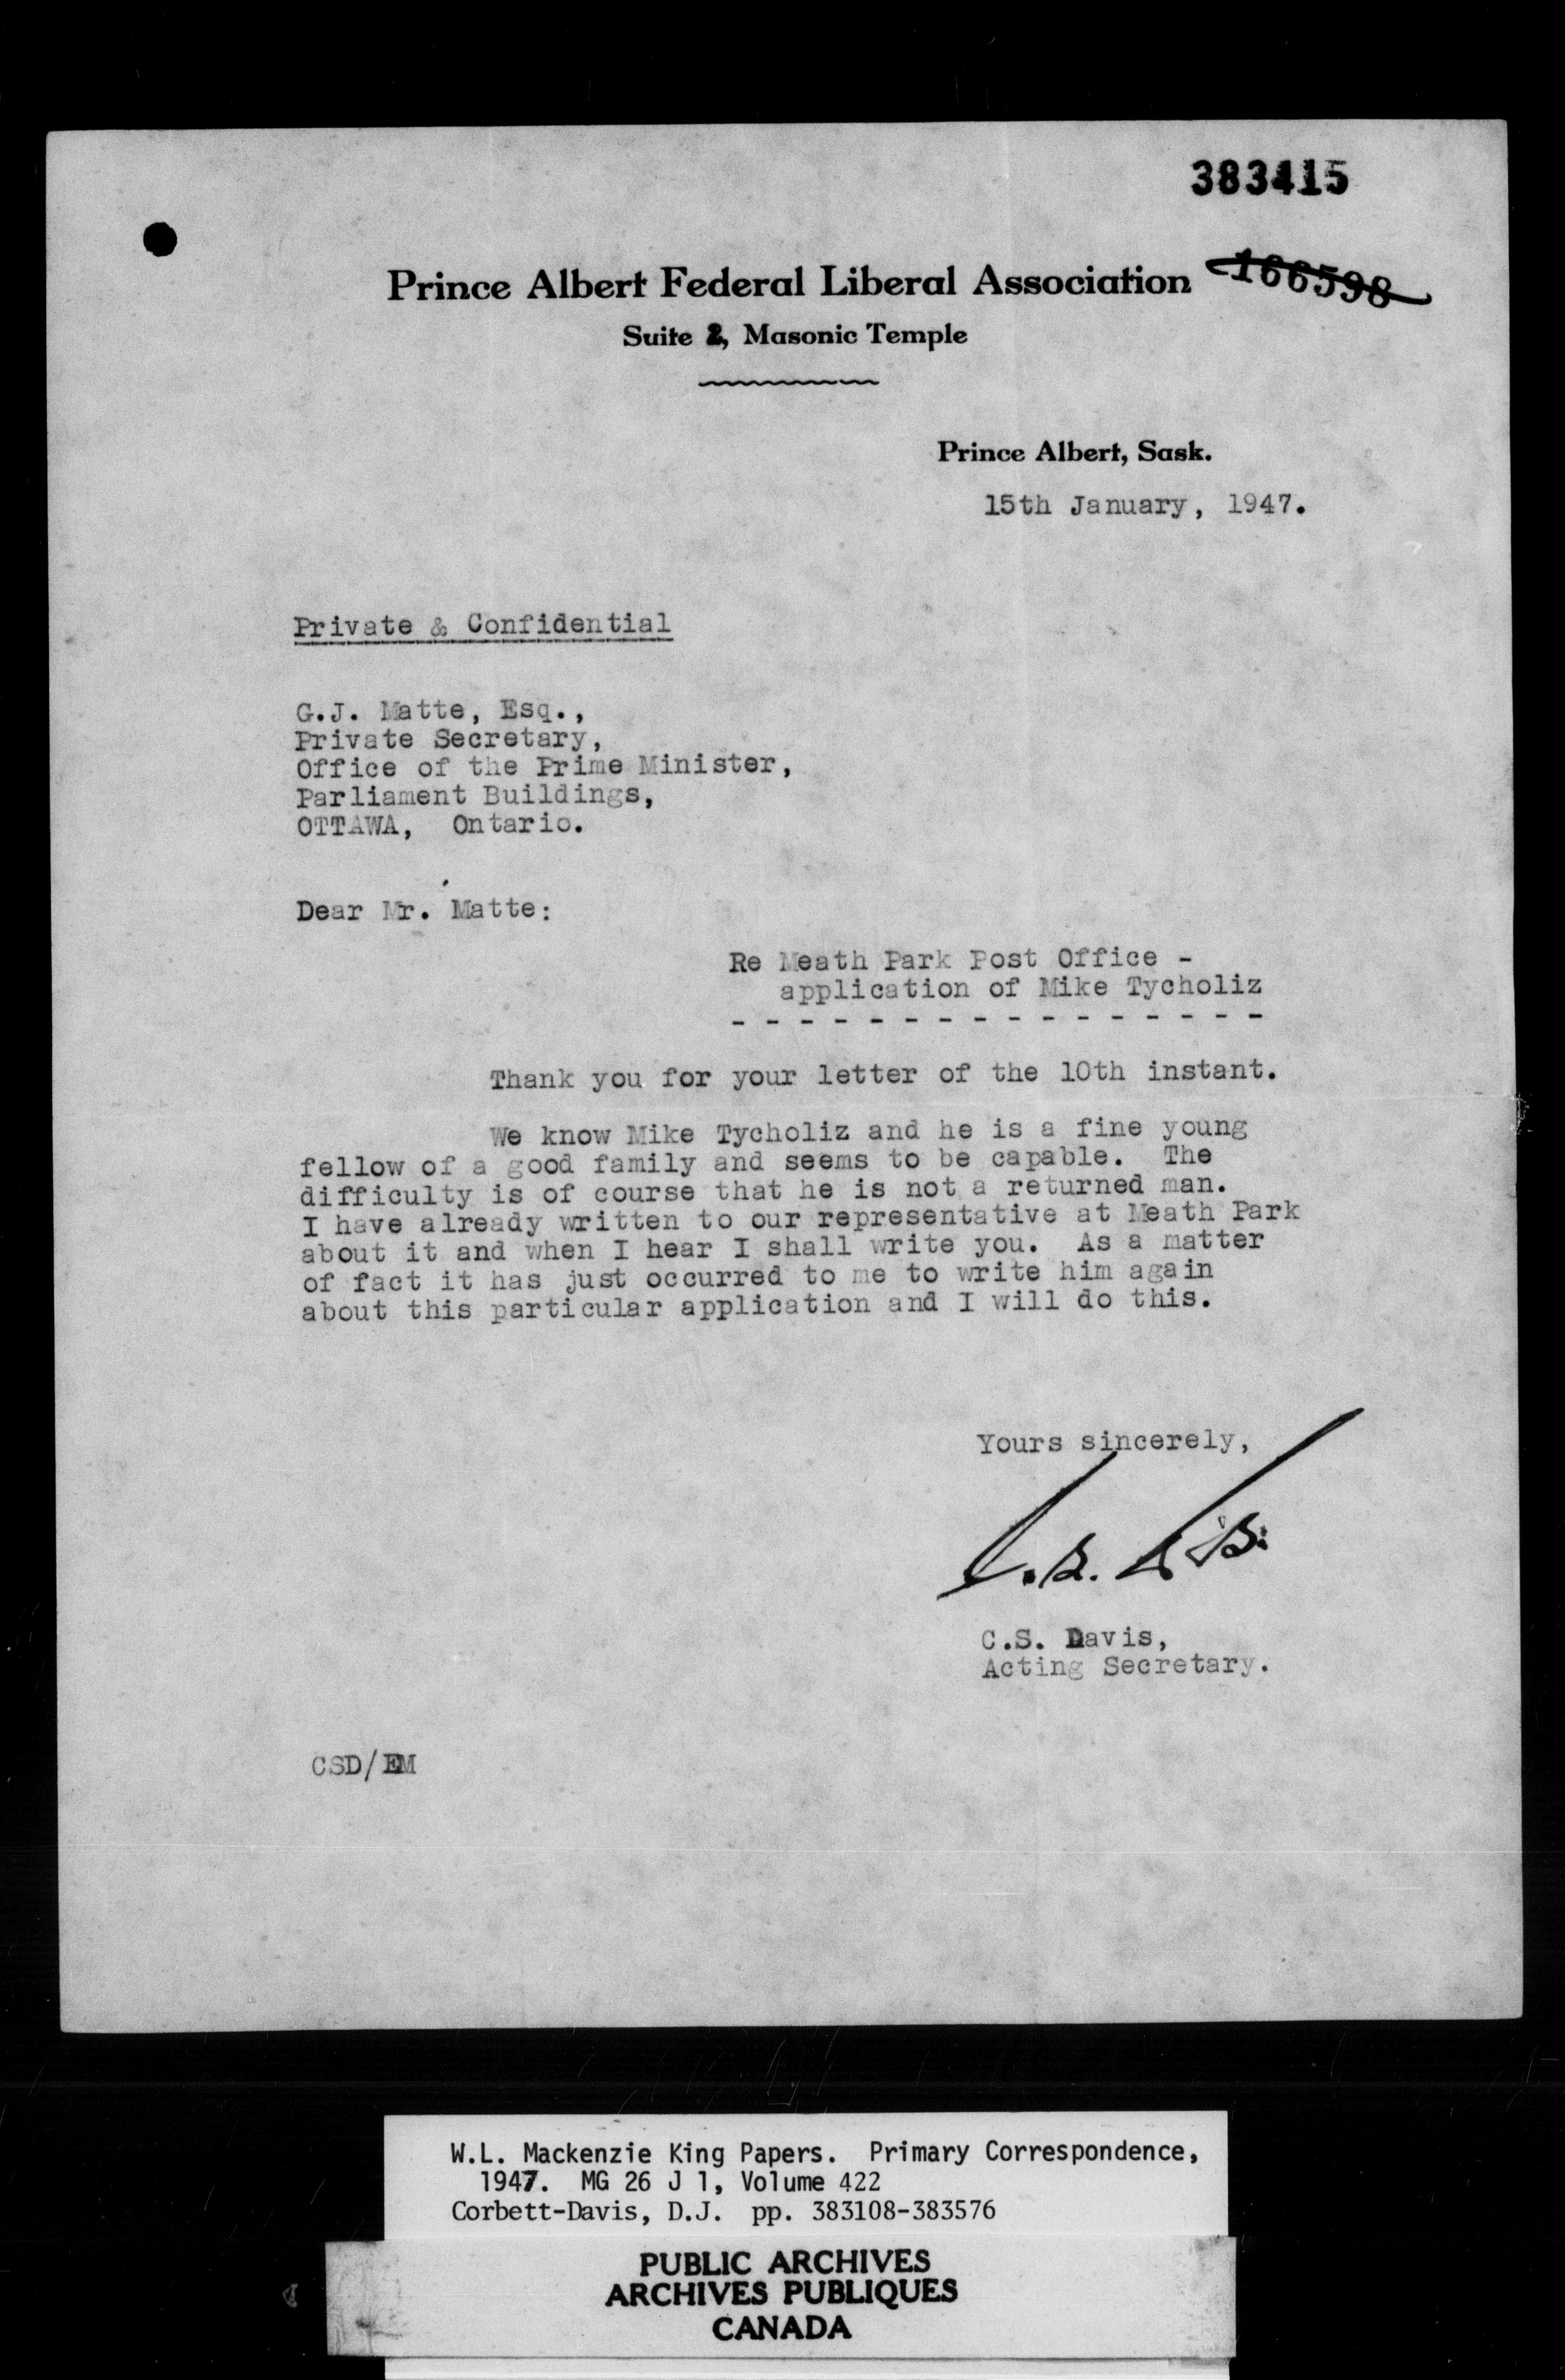 383415
Prince Albert Federal Liberal Association 166598
Suite 2, Masonic Temple
Prince Albert, Sask.
15th January, 1947.
Private & Confidential
G.J. Matte, Esq.,
Private Secretary,
Office of the Prime Minister,
Parliament Buildings,
OTTAWA, Ontario.
Dear Mr. Matte:
Re Meath Park Post Office -
application of Mike Tycholiz
- - - - - - - - - - - - - - - -
Thank you for your letter of the 10th instant.
We know Mike Tycholiz and he is a fine young
fellow of a good family and seems to be capable. The
difficulty is of course that he is not a returned man.
I have already written to our representative at Meath Park
about it and when I hear I shall write you. As a matter
of fact it has just occurred to me to write him again
about this particular application and I will do this.
Yours sincerely,
C.S. Davis
C.S. Davis,
Acting Secretary.
CSD/EM
W.L. Mackenzie King Papers. Primary Correspondence,
1947. MG 26 J 1, Volume 422
Corbett-Davis, D.J. pp. 383108-383576
PUBLIC ARCHIVES
ARCHIVES PUBLIQUES
CANADA